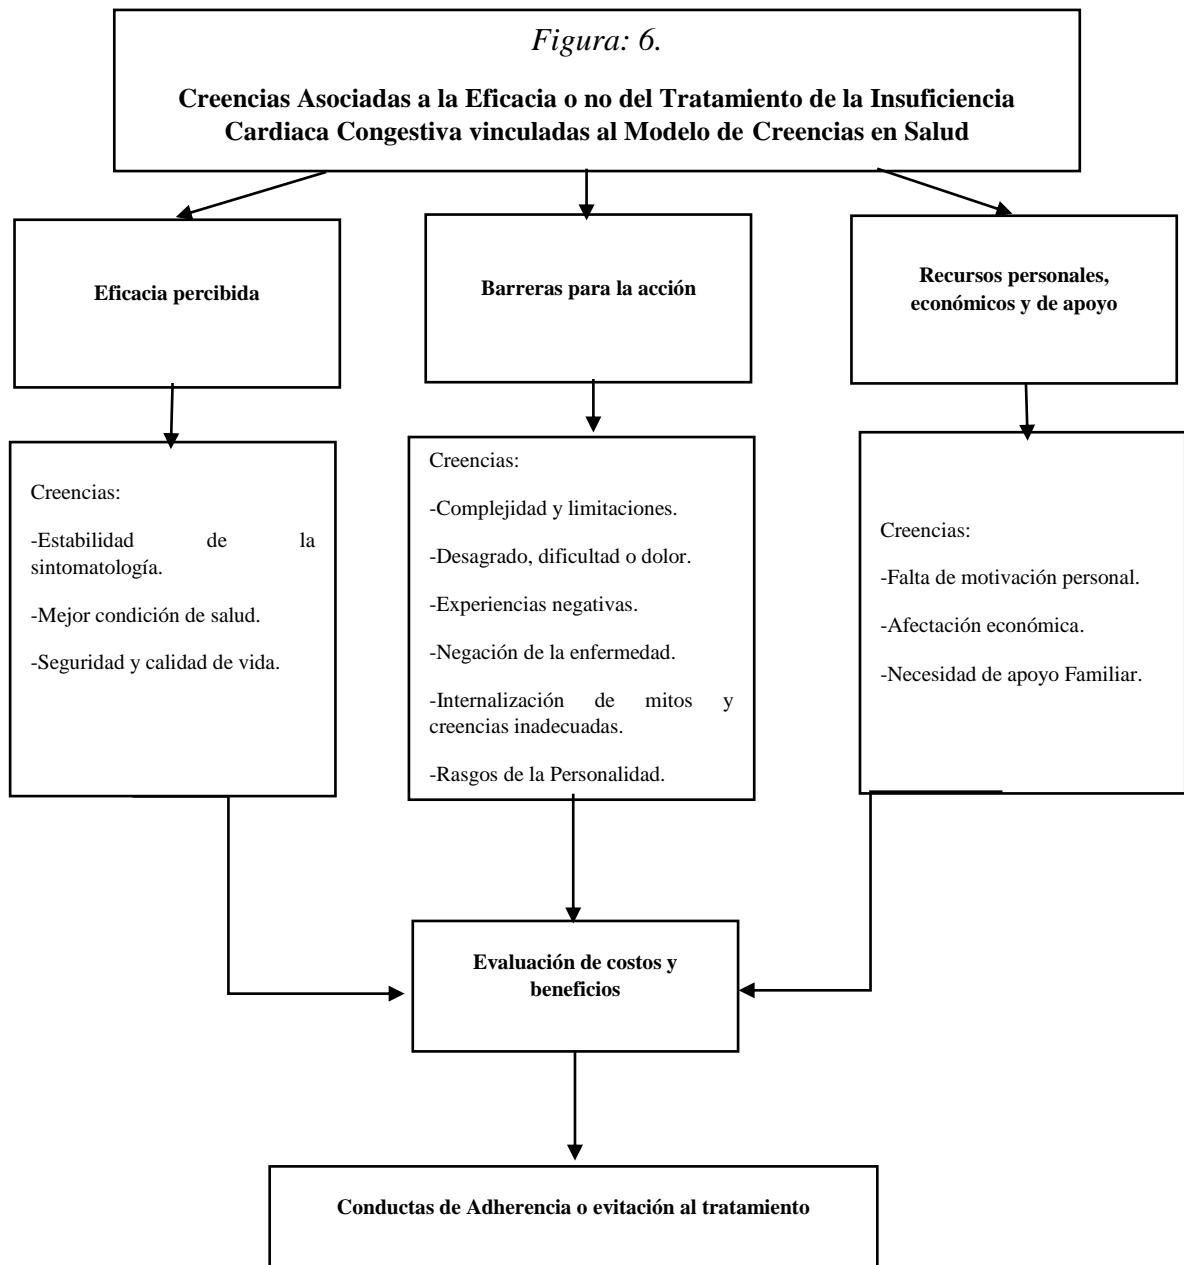 Figura: 6.
Creencias Asociadas a la Eficacia o no del Tratamiento de la Insuficiencia
Cardiaca Congestiva vinculadas al Modelo de Creencias en Salud
Eficacia percibida
Barreras para la acción
Recursos personales,
económicos y de apoyo
Creencias:
-Estabilidad de la
sintomatología.
-Mejor condición de salud.
-Seguridad y calidad de vida.
Creencias:
-Complejidad y limitaciones.
-Desagrado, dificultad o dolor.
-Experiencias negativas.
-Negación de la enfermedad.
-Internalización de mitos y
creencias inadecuadas.
-Rasgos de la Personalidad.
Creencias:
-Falta de motivación personal.
-Afectación económica.
-Necesidad de apoyo Familiar.
Evaluación de costos y
beneficios
Conductas de Adherencia o evitación al tratamiento